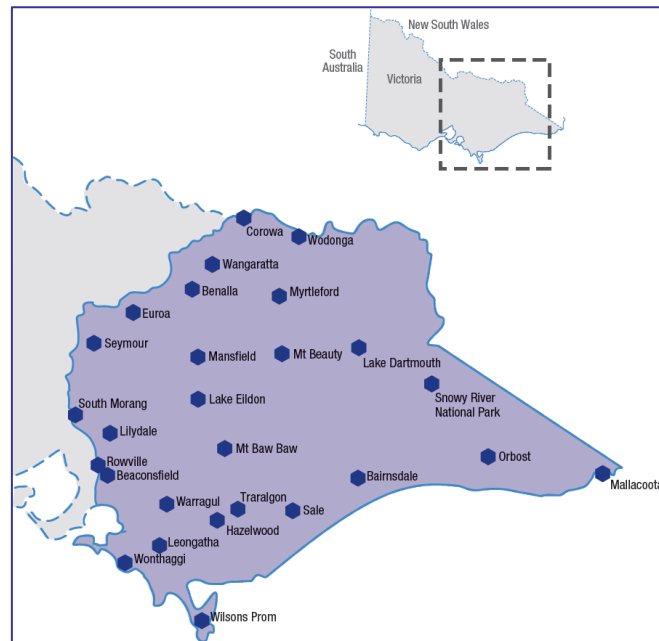 New South Wales
South
Australia
Victoria
Corowa
Wodonga
Wangaratta
Benalla
Myrtleford
Euroa
Seymour
Mansfield
Mt Beauty
Lake Dartmouth
Snowy River
National Park
Lake Eildon
South Morang
Lilydale
Mt Baw Baw
Orbost
Rowville
Beaconsfield
Bairnsdale
Mallacoota
Warragul
Traralgon
Sale
Hazelwood
Leongatha
Wonthaggi
Wilsons Prom